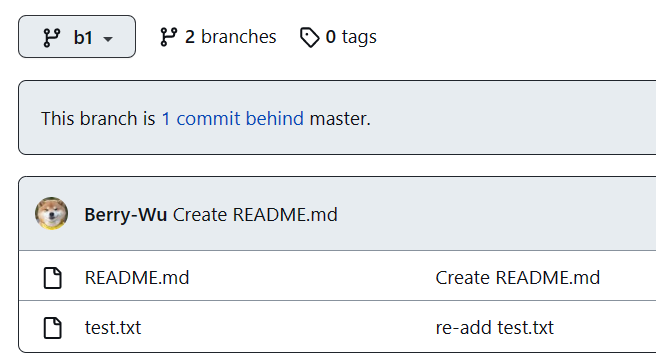 b1 2 branches 0 tags
This branch is 1 commit behind master.
Berry-Wu Create README.md
README.md Create README.md
test.txt re-add test.txt